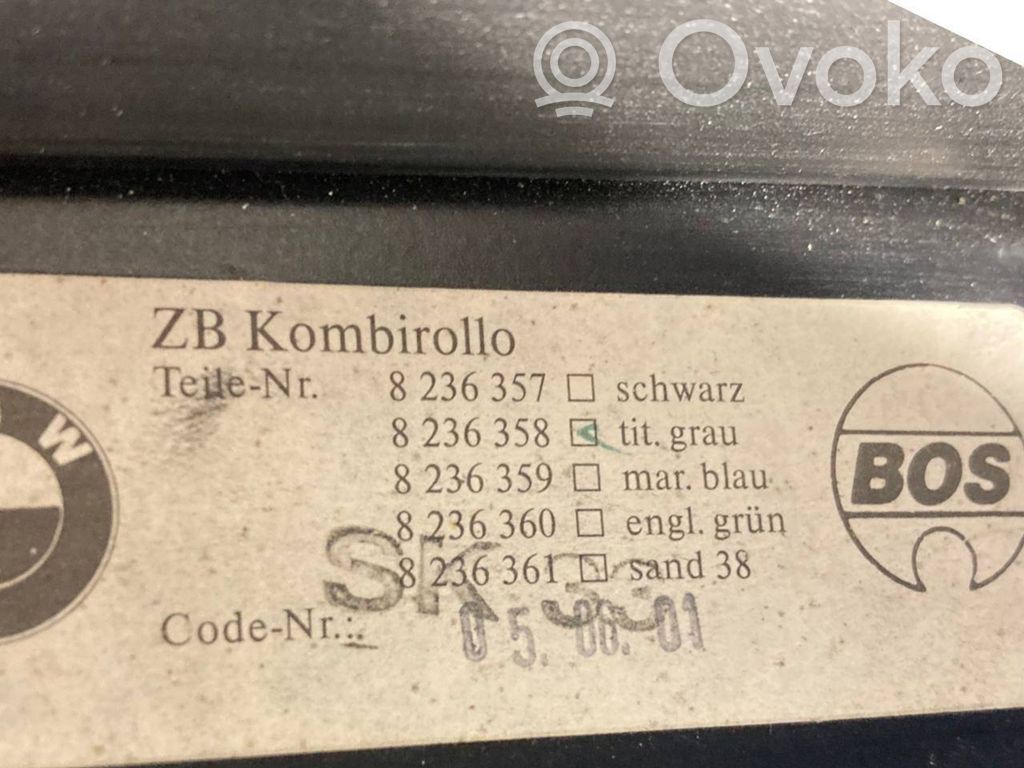 Ovoko
ZB Kombirollo
Teile-Nr. 8 236 357 schwarz
8 236 358 tit. grau
8 236 359 mar. blau
8 236 360 engl. grün
8 236 361 sand 38
Code-Nr.:
SK
W
BOS